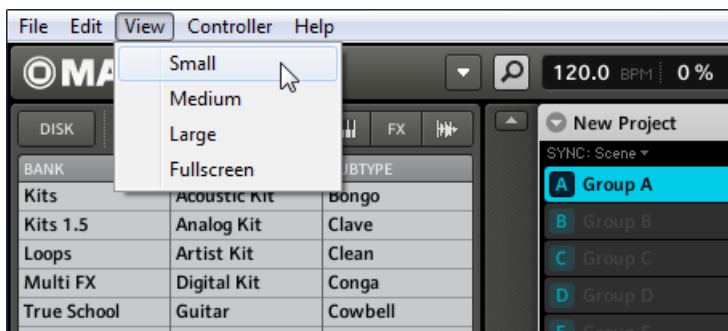 File Edit View Controller Help
Small
Medium
Large
Fullscreen
MA
120.0 BPM 0 %
DISK
FX
New Project
SYNC: Scene
BANK
UBTYPE
A Group A
Kits Acoustic Kit Bongo
Kits 1.5 Analog Kit Clave
B Group B
Loops Artist Kit Clean
C Group C
Multi FX Digital Kit Conga
D Group D
True School Guitar Cowbell